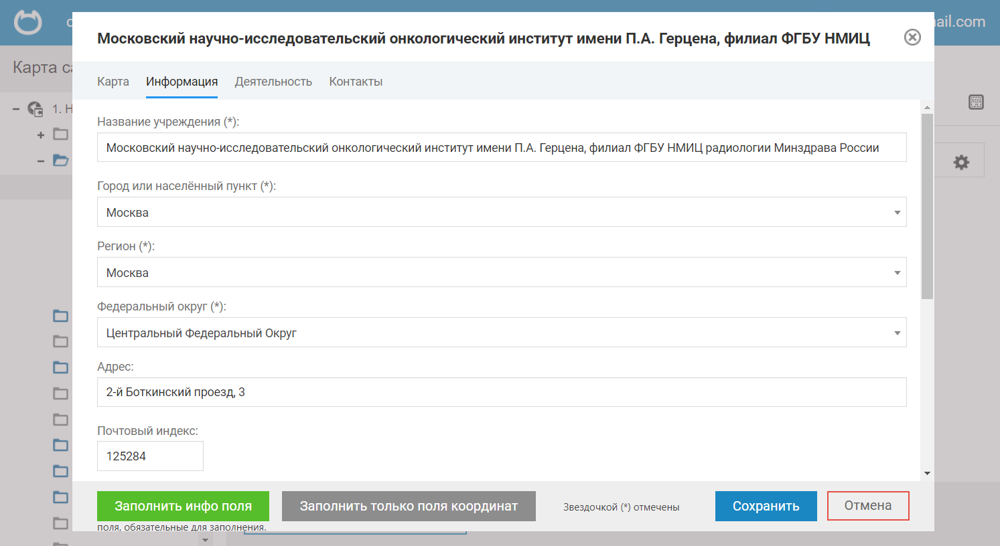 ail.com
Московский научно-исследовательский онкологический институт имени П.А. Герцена, филиал ФГБУ НМИЦ
Карта са
Карта Информация Деятельность Контакты
1. Н
Название учреждения (*):
Московский научно-исследовательский онкологический институт имени П.А. Герцена, филиал ФГБУ НМИЦ радиологии Минздрава России
Город или населённый пункт (*):
Москва
Регион (*):
Москва
Федеральный округ (*):
Центральный Федеральный Округ
Адрес:
2-й Боткинский проезд, 3
Почтовый индекс:
125284
Заполнить инфо поля Заполнить только поля координат Звездочкой (*) отмечены Сохранить Отмена
поля, обязательные для заполнения.